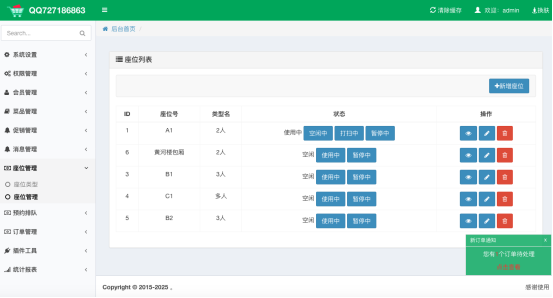 QQ727186863
清除缓存 欢迎: admin 换肤
Search...
后台首页
系统设置
权限管理
会员管理
菜品管理
促销管理
消息管理
座位管理
座位类型
座位管理
预约排队
订单管理
插件工具
统计报表
座位列表
+新增座位
ID 座位号 类型名 状态 操作
1 A1 2人 使用中 空闲中 打扫中 暂停中
6 黄河楼包厢 2人 空闲 使用中 暂停中
3 B1 3人 空闲 使用中 暂停中
4 C1 多人 空闲 使用中 暂停中
5 B2 3人 空闲 使用中 暂停中
新订单通知
您有 个订单待处理
Copyright © 2015-2025 。
感谢使用